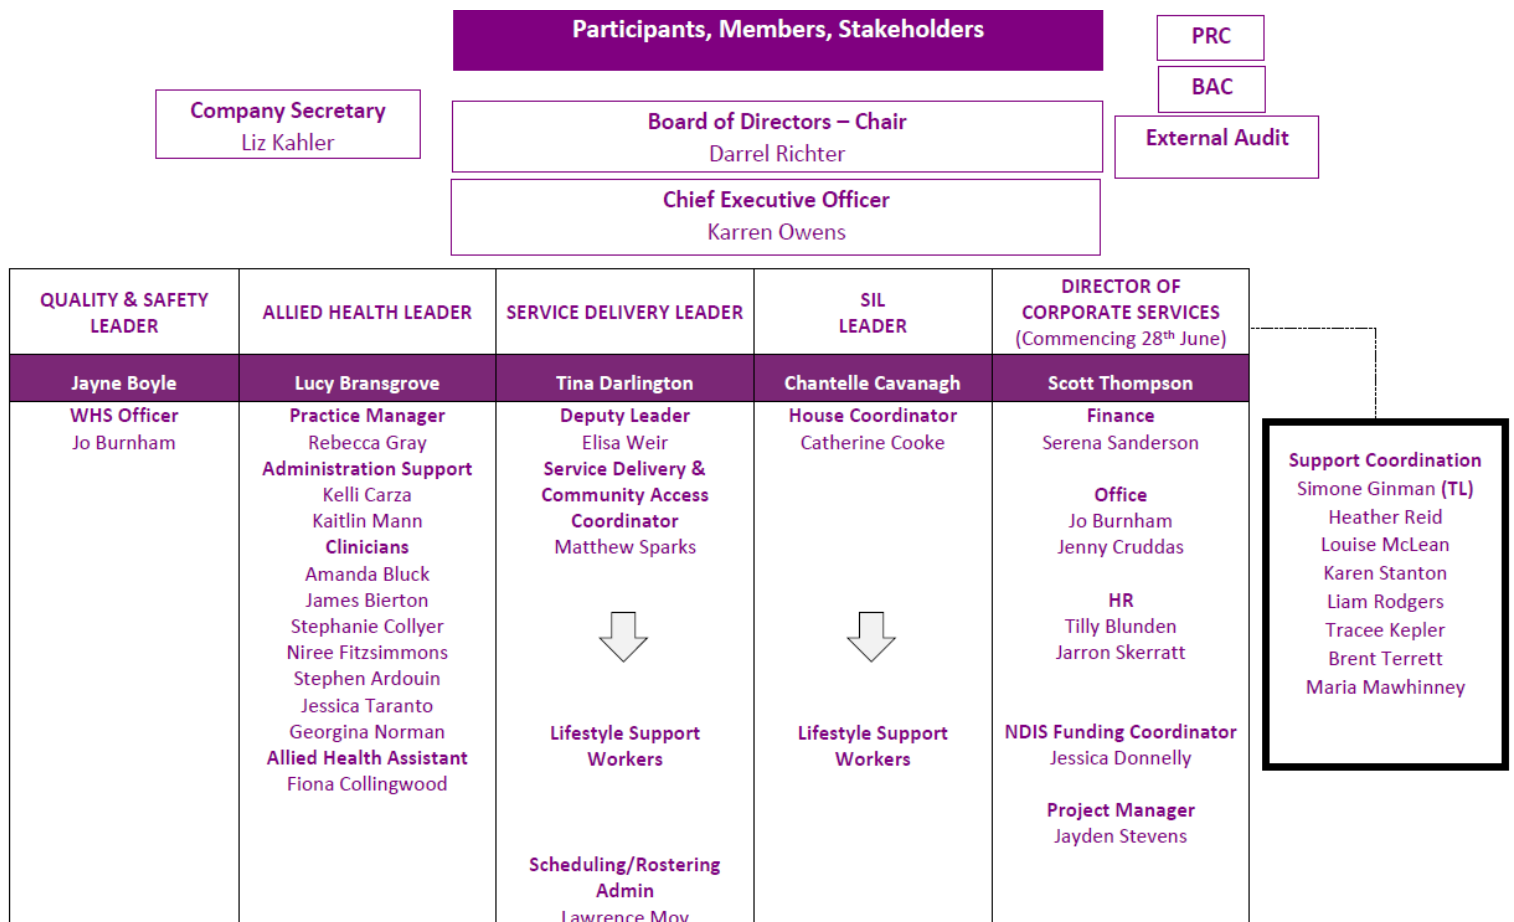 Participants, Members, Stakeholders
PRC
BAC
External Audit
Company Secretary
Liz Kahler
Board of Directors – Chair
Darrel Richter
Chief Executive Officer
Karren Owens
QUALITY & SAFETY
LEADER
Jayne Boyle
WHS Officer
Jo Burnham
ALLIED HEALTH LEADER
Lucy Bransgrove
Practice Manager
Rebecca Gray
Administration Support
Kelli Carza
Kaitlin Mann
Clinicians
Amanda Bluck
James Bierton
Stephanie Collyer
Niree Fitzsimmons
Stephen Ardouin
Jessica Taranto
Georgina Norman
Allied Health Assistant
Fiona Collingwood
SERVICE DELIVERY LEADER
Tina Darlington
Deputy Leader
Elisa Weir
Service Delivery &
Community Access
Coordinator
Matthew Sparks
Lifestyle Support
Workers
Scheduling/Rostering
Admin
Lawrence Moy
SIL
LEADER
Chantelle Cavanagh
House Coordinator
Catherine Cooke
Lifestyle Support
Workers
DIRECTOR OF
CORPORATE SERVICES
(Commencing 28th June)
Scott Thompson
Finance
Serena Sanderson
Office
Jo Burnham
Jenny Cruddas
HR
Tilly Blunden
Jarron Skerratt
NDIS Funding Coordinator
Jessica Donnelly
Project Manager
Jayden Stevens
Support Coordination
Simone Ginman (TL)
Heather Reid
Louise McLean
Karen Stanton
Liam Rodgers
Tracee Kepler
Brent Terrett
Maria Mawhinney